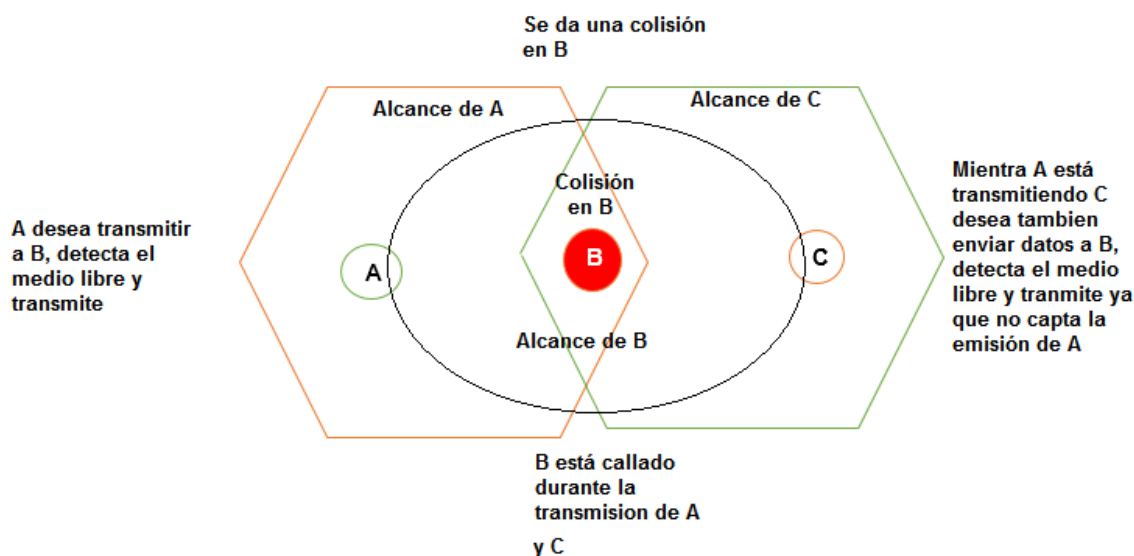 Se da una colisión
en B
Alcance de A
Alcance de C
A desea transmitir
a B, detecta el
medio libre y
transmite
A
Colisión
en B
B
Alcance de B
C
Mientra A está
transmitiendo C
desea tambien
enviar datos a B,
detecta el medio
libre y tranmite ya
que no capta la
emisión de A
B está callado
durante la
transmision de A
y C